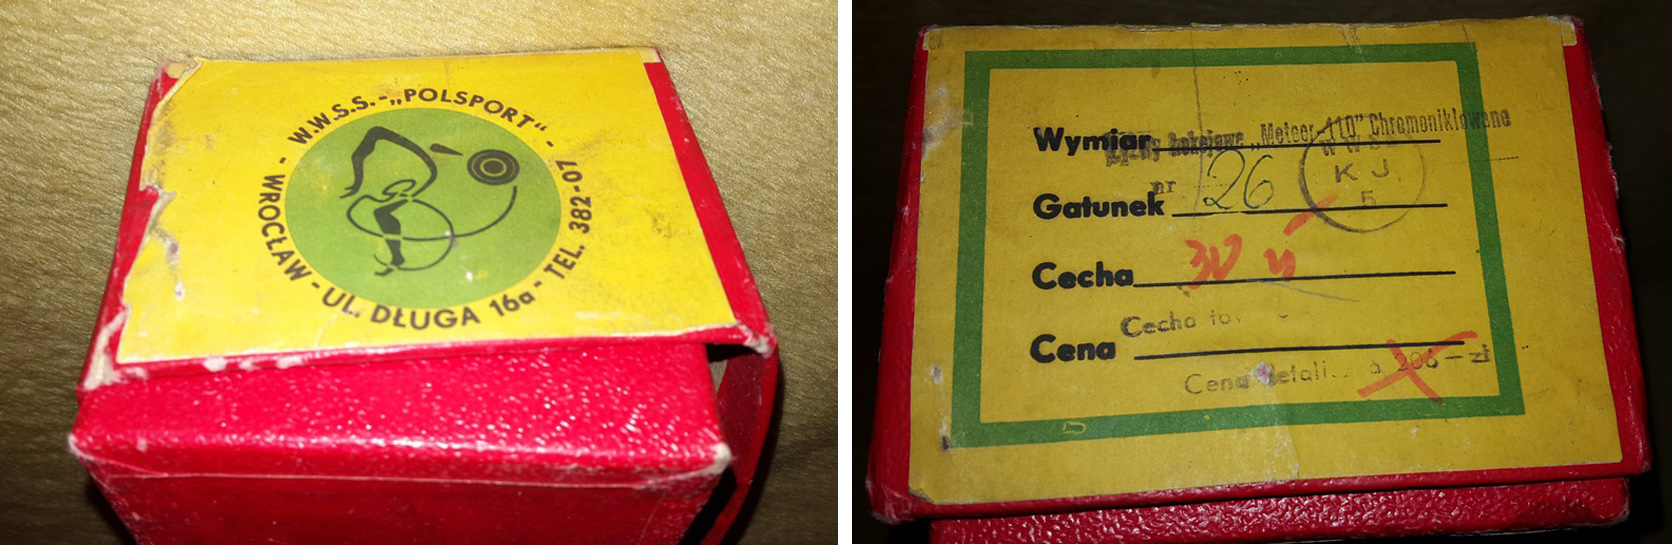 W.W.S.S. - „POLSPORT“ - TEL. 382-07 - UL. DŁUGA 16a - WROCŁAW -
Wymiar
hokejowe „Meteor-110" Chromoniklowane
nr 26
K J.
5
Gatunek
Cecha
Cecha
Cena
Cena 206 - zł